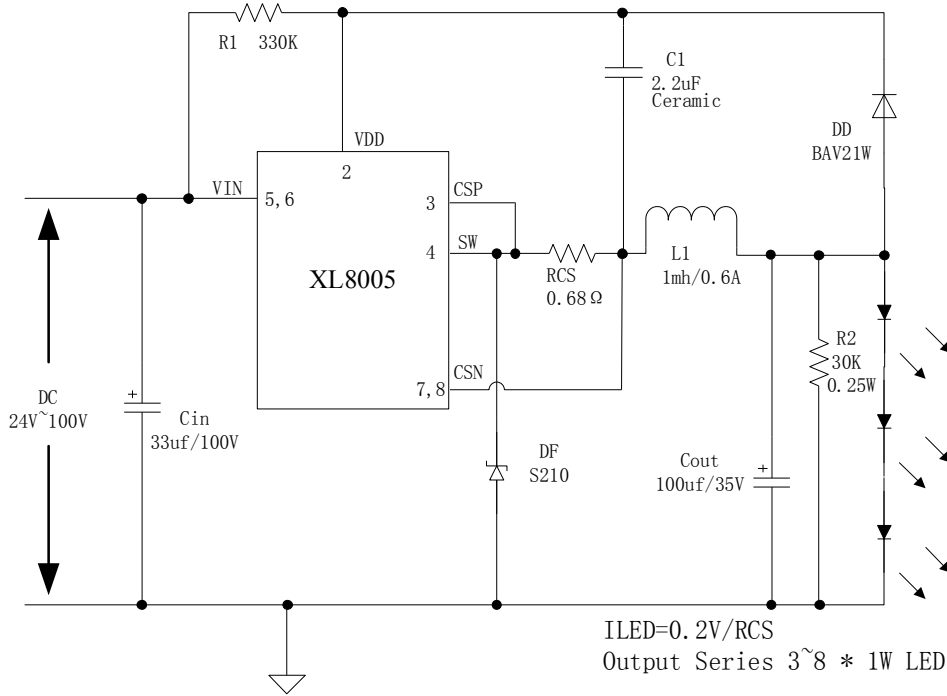 R1 330K
C1
2.2uF
Ceramic
DD
BAV21W
VDD
2
VIN
5,6
CSP
3
SW
4
XL8005
RCS
0.68Ω
L1
1mh/0.6A
CSN
7,8
R2
30K
0.25W
DC
24V~100V
Cin
33uf/100V
+
DF
S210
Cout
100uf/35V
+
ILED=0.2V/RCS
Output Series 3~8 * 1W LED